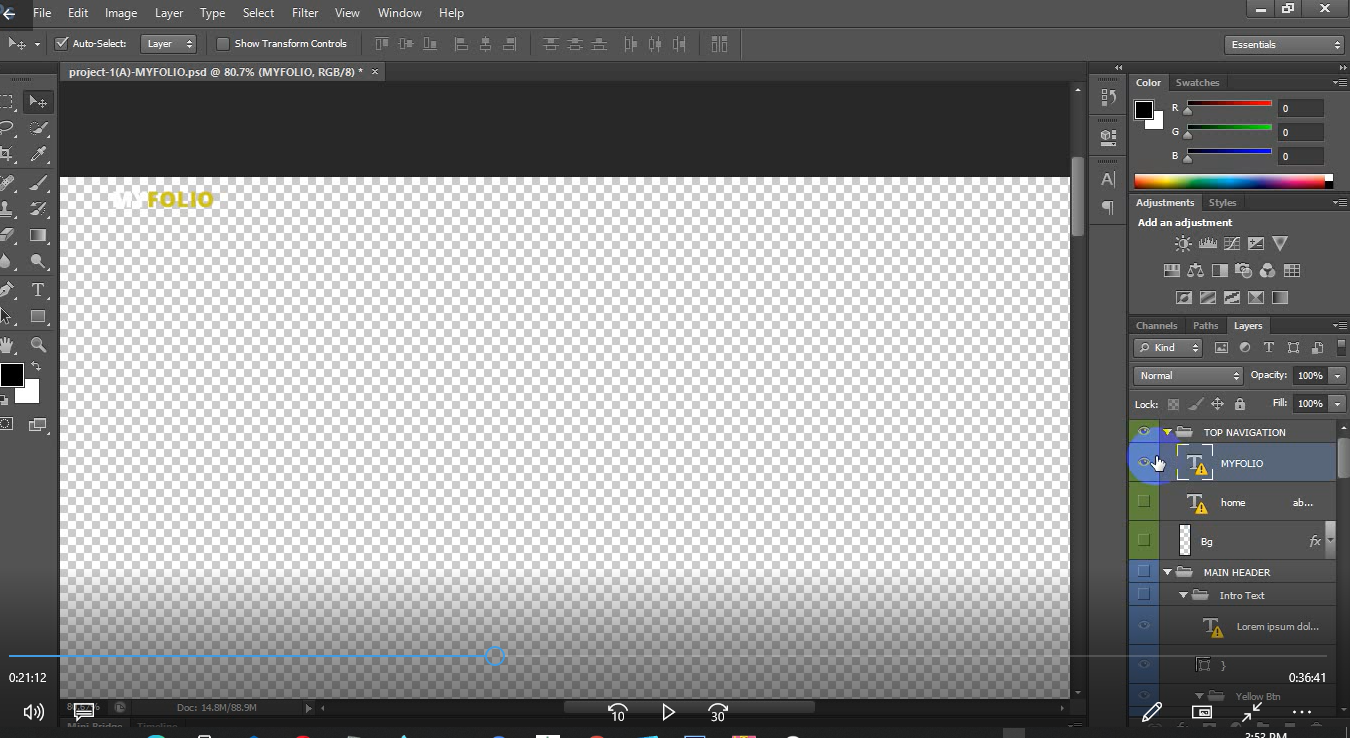 File Edit Image Layer Type Select Filter View Window Help
Auto-Select: Layer Show Transform Controls Essentials
project-1(A)-MYFOLIO.psd @ 80.7% (MYFOLIO, RGB/8) * ×
Color Swatches
R 0
G 0
B 0
MYFOLIO
Adjustments Styles
Add an adjustment
Channels Paths Layers
Kind
Normal Opacity: 100%
Lock: Fill: 100%
TOP NAVIGATION
MYFOLIO
home ab...
Bg fx
MAIN HEADER
Intro Text
Lorem ipsum dol...
}
0:21:12 0:36:41
Yellow Btn
Doc: 14.8M/88.9M
10 30
Mini Bridge Timeline
2:53 PM